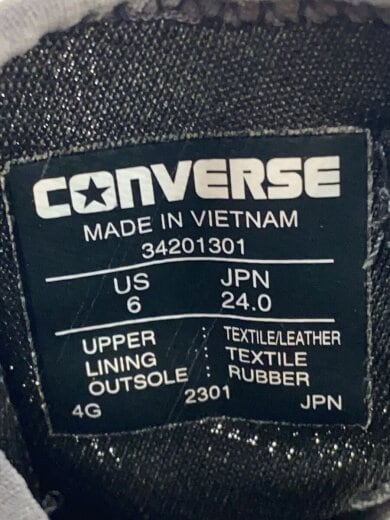 CONVERSE
MADE IN VIETNAM
34201301
US JPN
6 24.0
UPPER : TEXTILE/LEATHER
LINING : TEXTILE
OUTSOLE : RUBBER
4G 2301 JPN